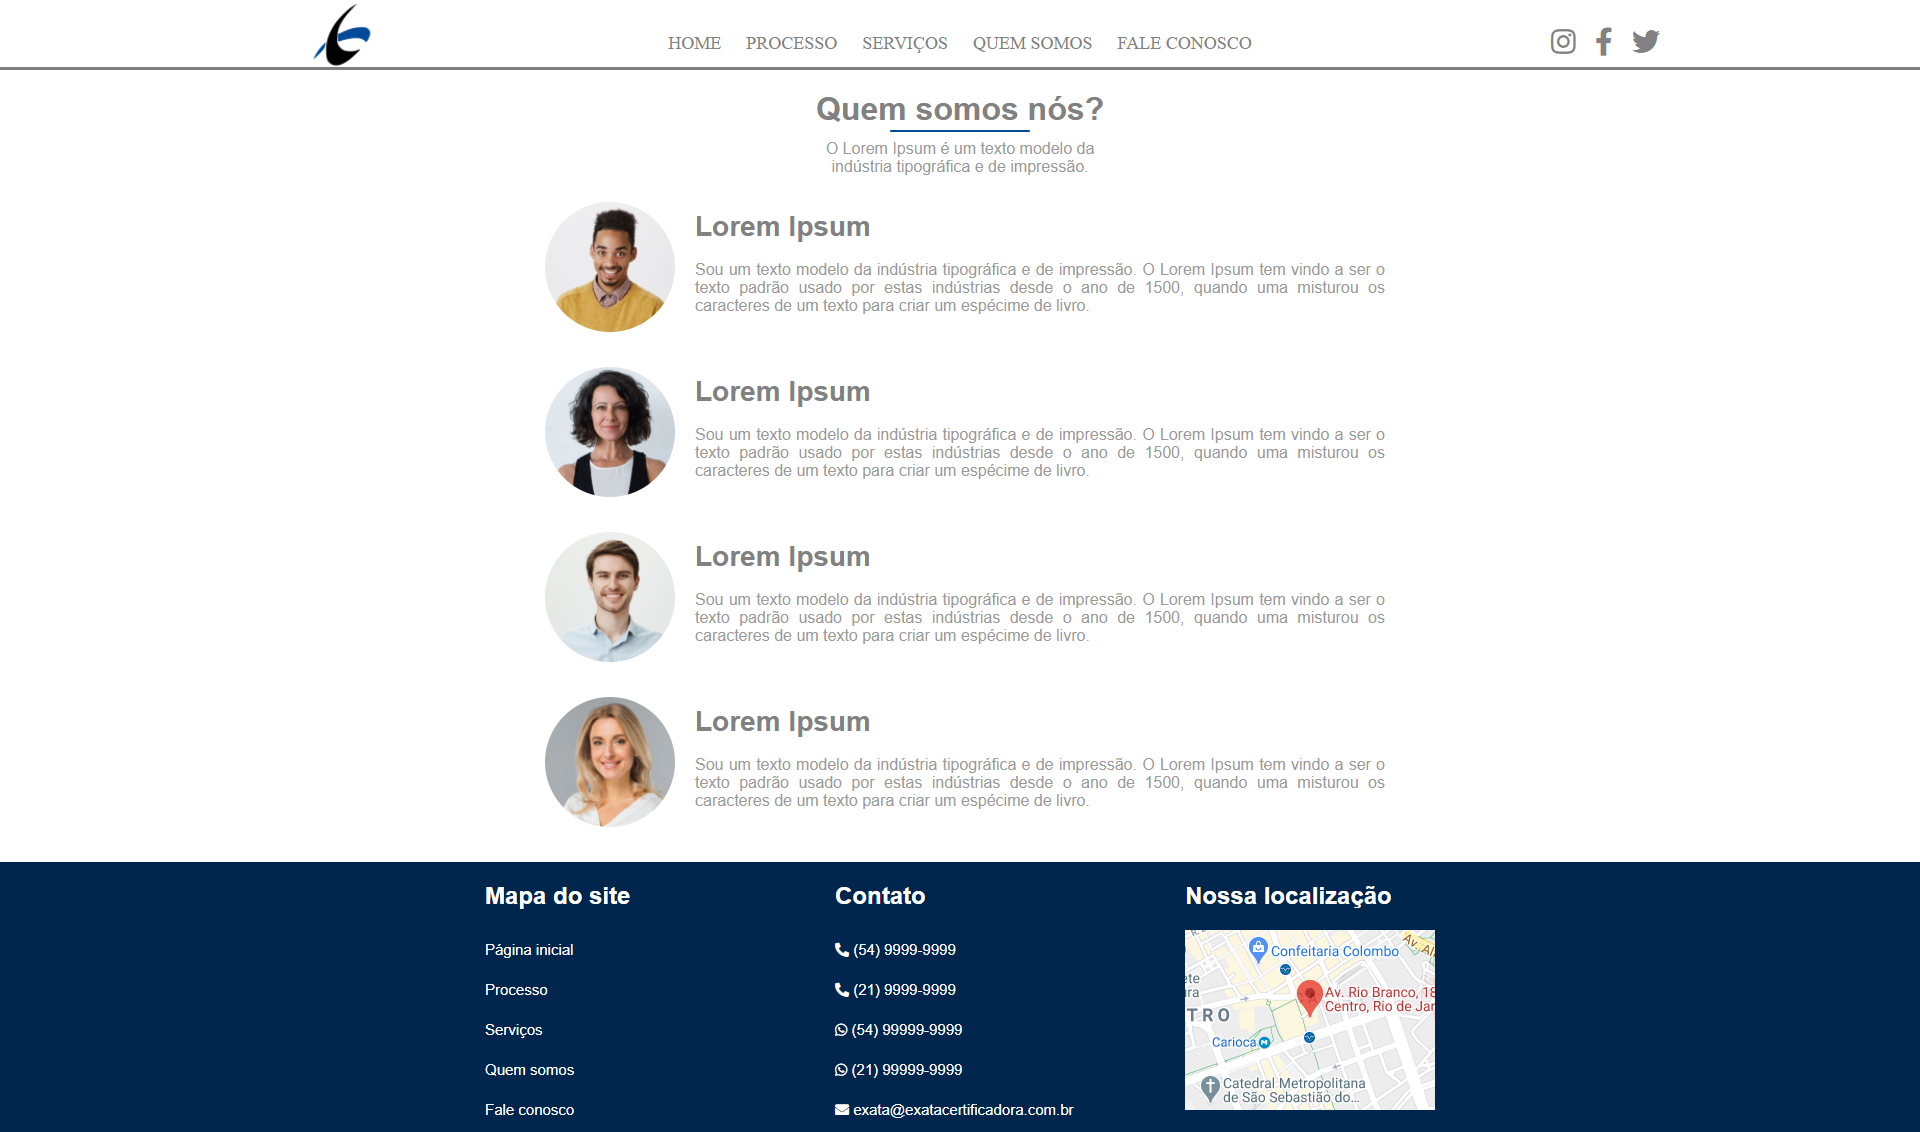 HOME PROCESSO SERVIÇOS QUEM SOMOS FALE CONOSCO
Quem somos nós?
O Lorem Ipsum é um texto modelo da
indústria tipográfica e de impressão.
Lorem Ipsum
Sou um texto modelo da indústria tipográfica e de impressão. O Lorem Ipsum tem vindo a ser o
texto padrão usado por estas indústrias desde o ano de 1500, quando uma misturou os
caracteres de um texto para criar um espécime de livro.
Lorem Ipsum
Sou um texto modelo da indústria tipográfica e de impressão. O Lorem Ipsum tem vindo a ser o
texto padrão usado por estas indústrias desde o ano de 1500, quando uma misturou os
caracteres de um texto para criar um espécime de livro.
Lorem Ipsum
Sou um texto modelo da indústria tipográfica e de impressão. O Lorem Ipsum tem vindo a ser o
texto padrão usado por estas indústrias desde o ano de 1500, quando uma misturou os
caracteres de um texto para criar um espécime de livro.
Lorem Ipsum
Sou um texto modelo da indústria tipográfica e de impressão. O Lorem Ipsum tem vindo a ser o
texto padrão usado por estas indústrias desde o ano de 1500, quando uma misturou os
caracteres de um texto para criar um espécime de livro.
Mapa do site
Página inicial
Processo
Serviços
Quem somos
Fale conosco
Contato
(54) 9999-9999
(21) 9999-9999
(54) 99999-9999
(21) 99999-9999
exata@exatacertificadora.com.br
Nossa localização
Av. Al
Confeitaria Colombo
ete
ra
Av. Rio Branco, 18
Centro, Rio de Jar
TRO
Carioca
Catedral Metropolitana
de São Sebastião do...